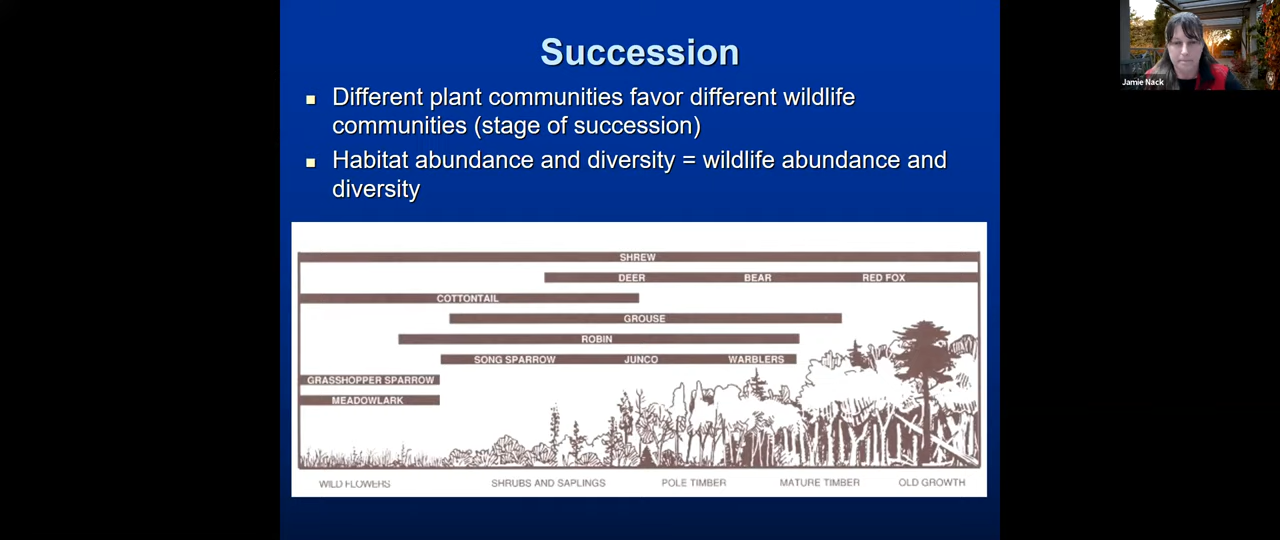 Succession
Different plant communities favor different wildlife
communities (stage of succession)
Habitat abundance and diversity = wildlife abundance and
diversity
Jamie Nack
SHREW
DEER BEAR RED FOX
COTTONTAIL
GROUSE
ROBIN
SONG SPARROW JUNCO WARBLERS
GRASSHOPPER SPARROW
MEADOWLARK
WILD FLOWERS SHRUBS AND SAPLINGS POLE TIMBER MATURE TIMBER OLD GROWTH